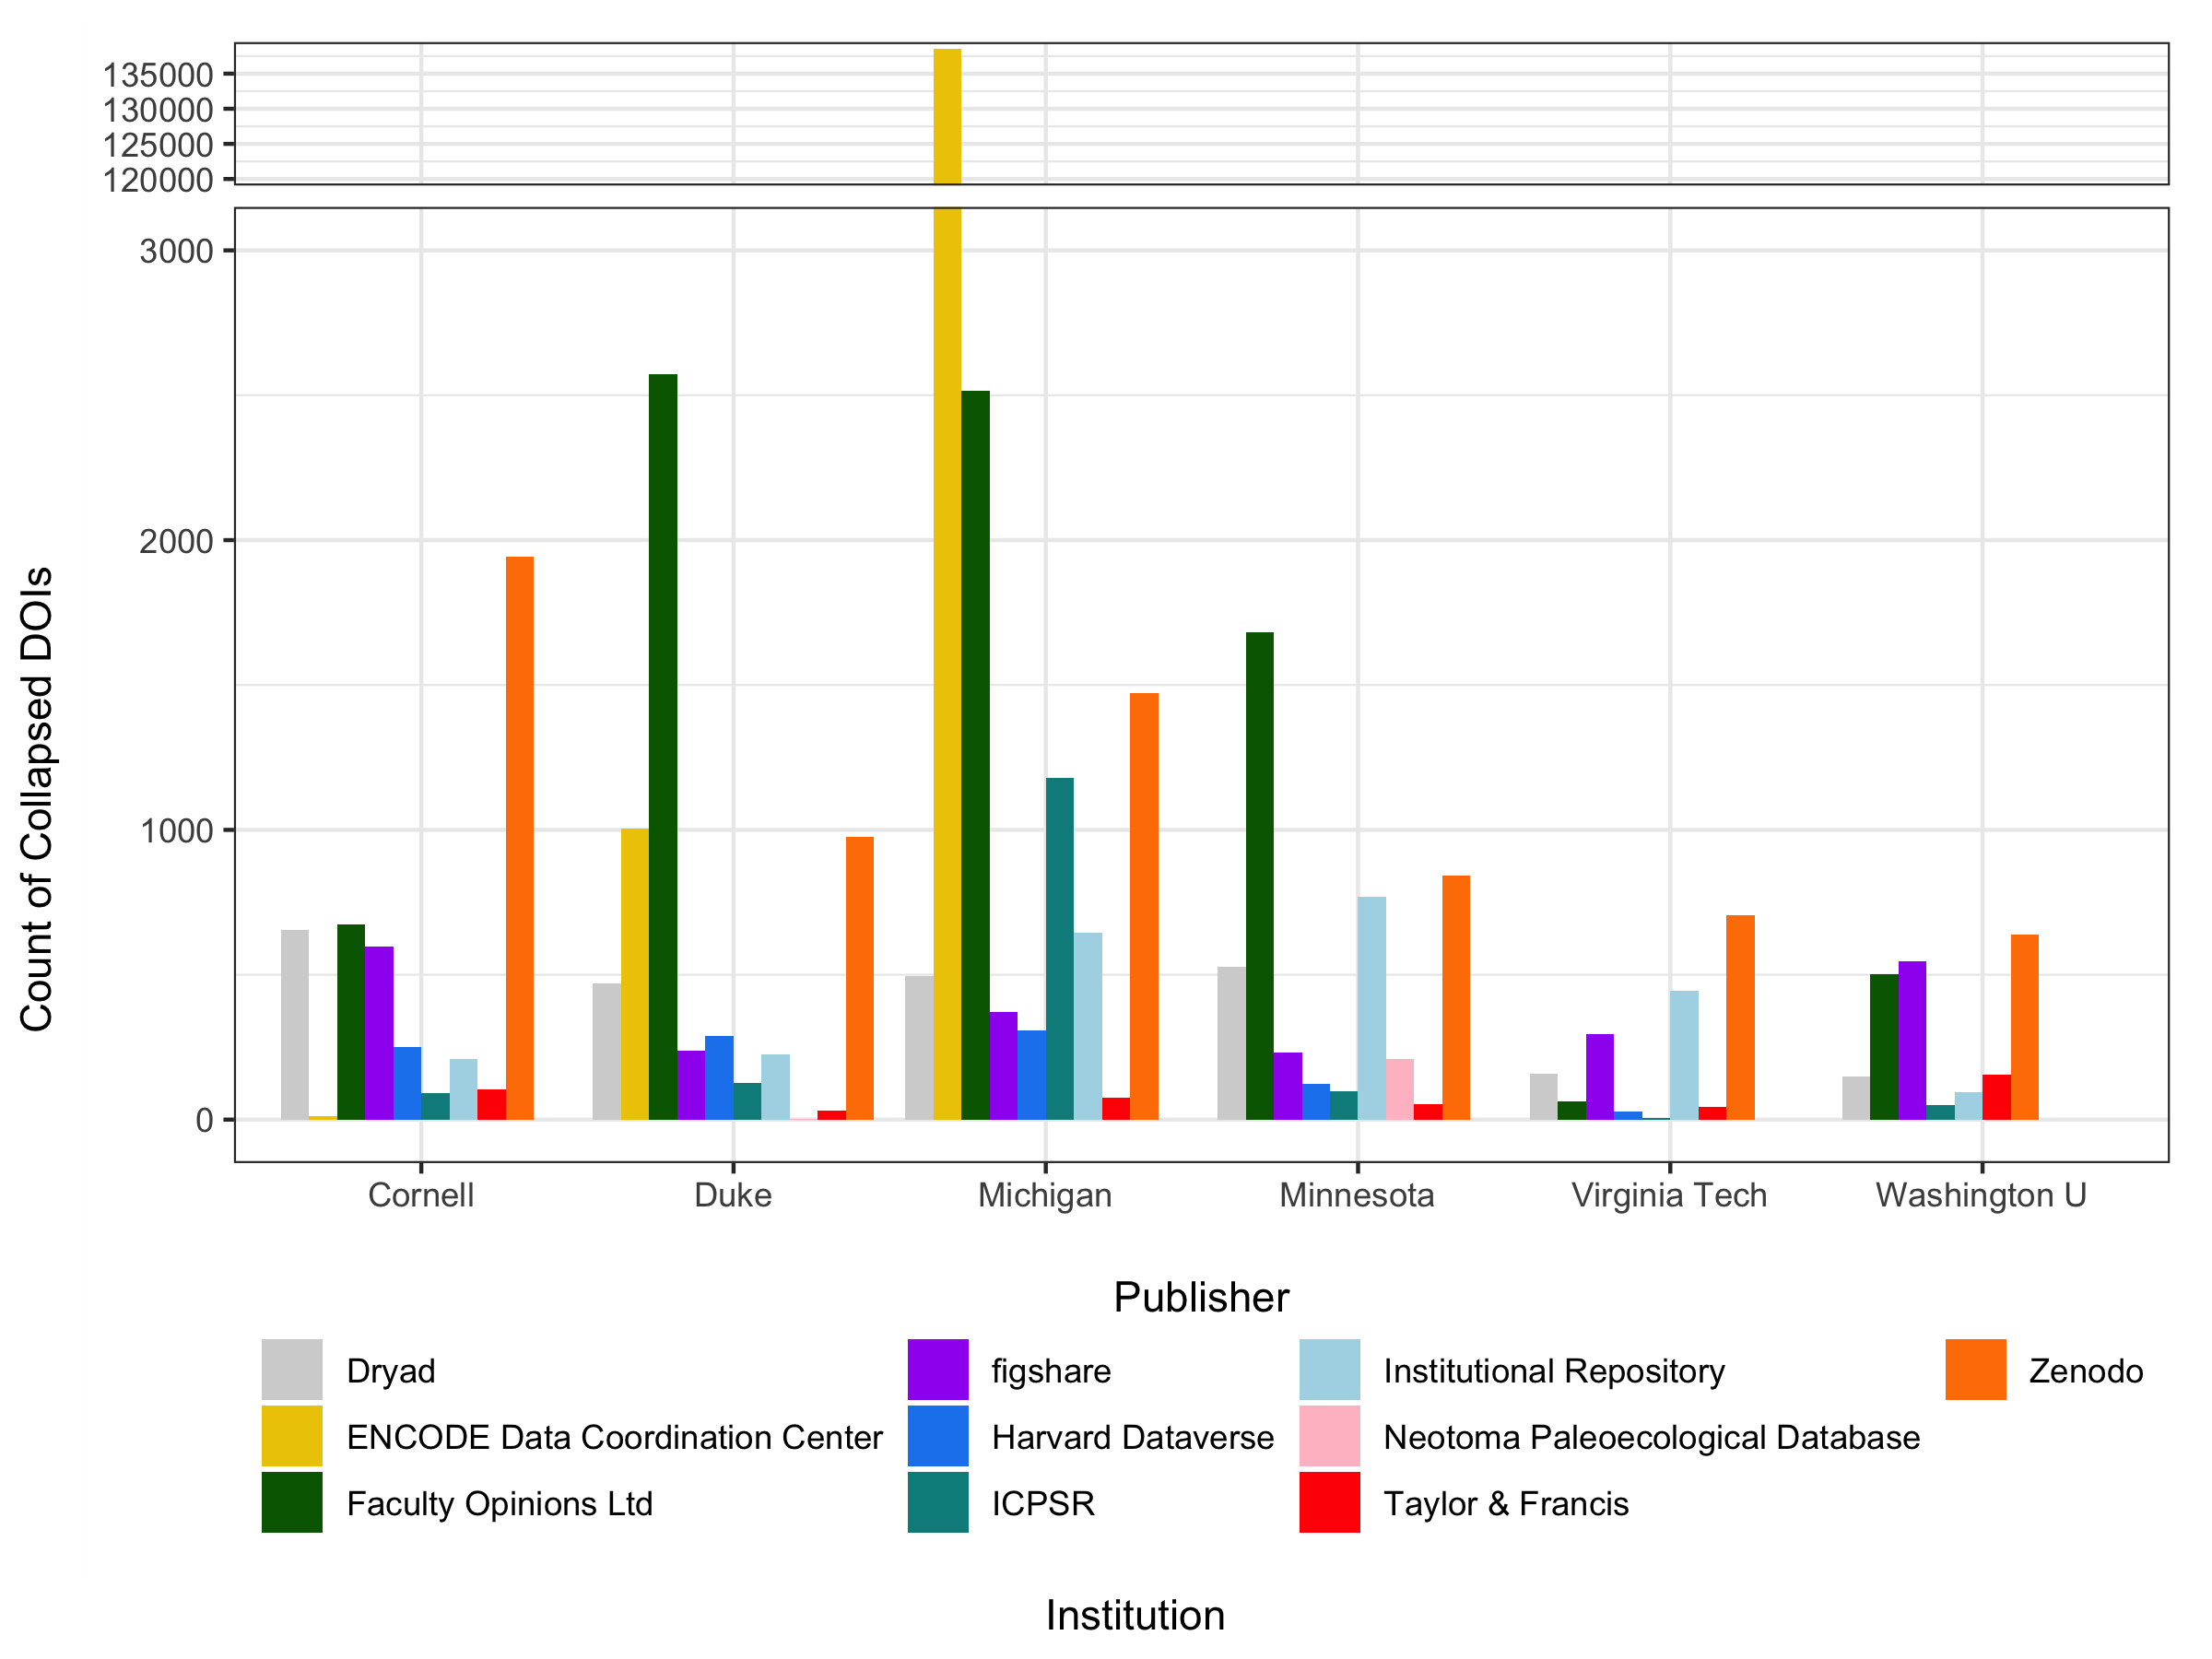 135000
130000
125000
120000
3000
2000
1000
0
Count of Collapsed DOIs
Cornell Duke Michigan Minnesota Virginia Tech Washington U
Publisher
Dryad figshare Institutional Repository Zenodo
ENCODE Data Coordination Center Harvard Dataverse Neotoma Paleoecological Database
Faculty Opinions Ltd ICPSR Taylor & Francis
Institution